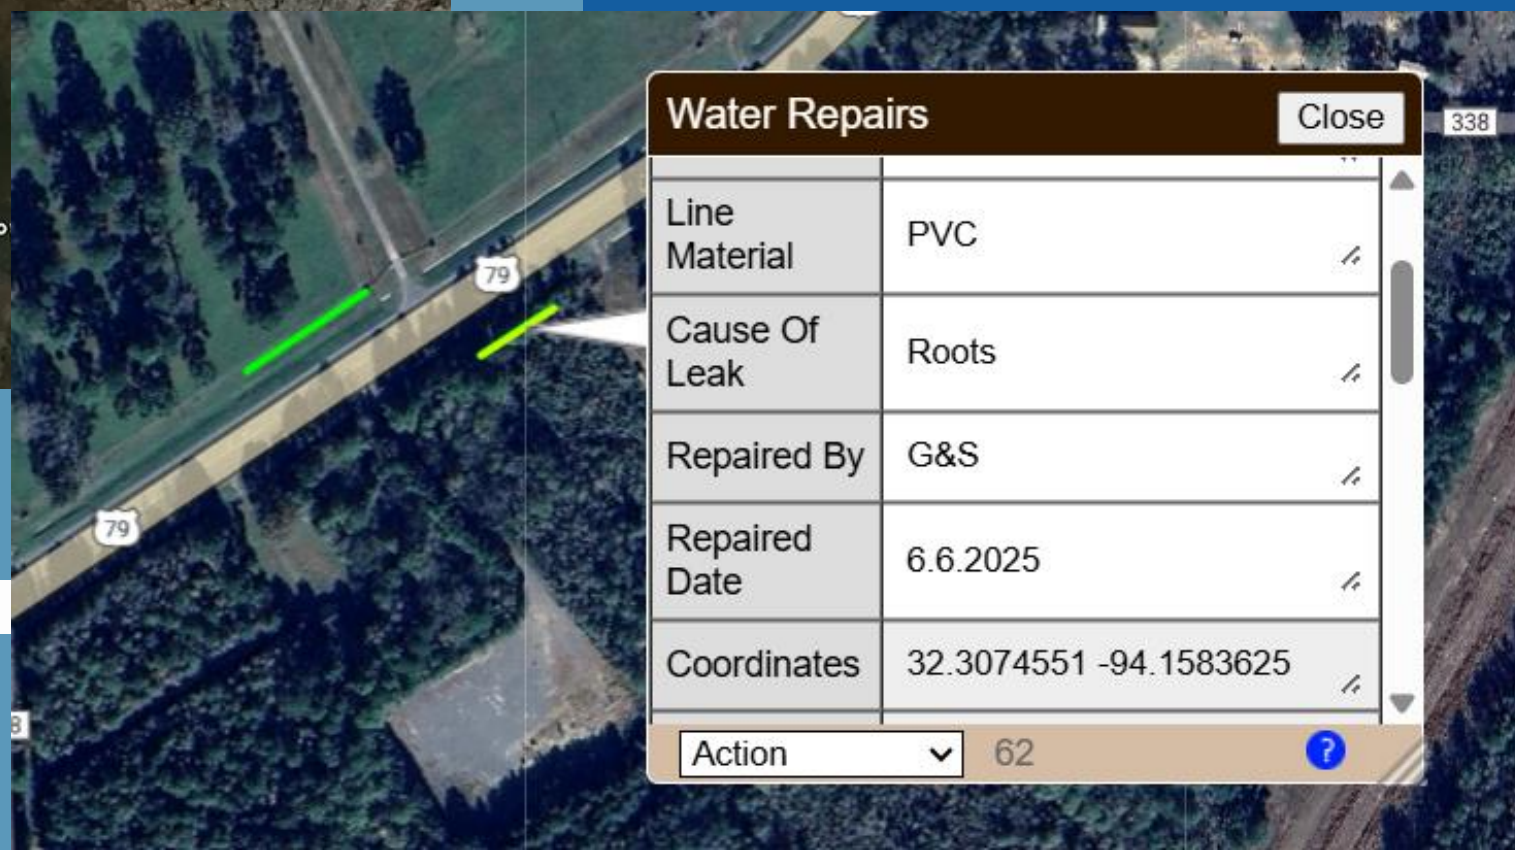 Water Repairs
Close
338
Line
Material
PVC
79
Cause Of
Leak
Roots
Repaired By
G&S
79
Repaired
Date
6.6.2025
Coordinates
32.3074551 -94.1583625
8
Action
62
?